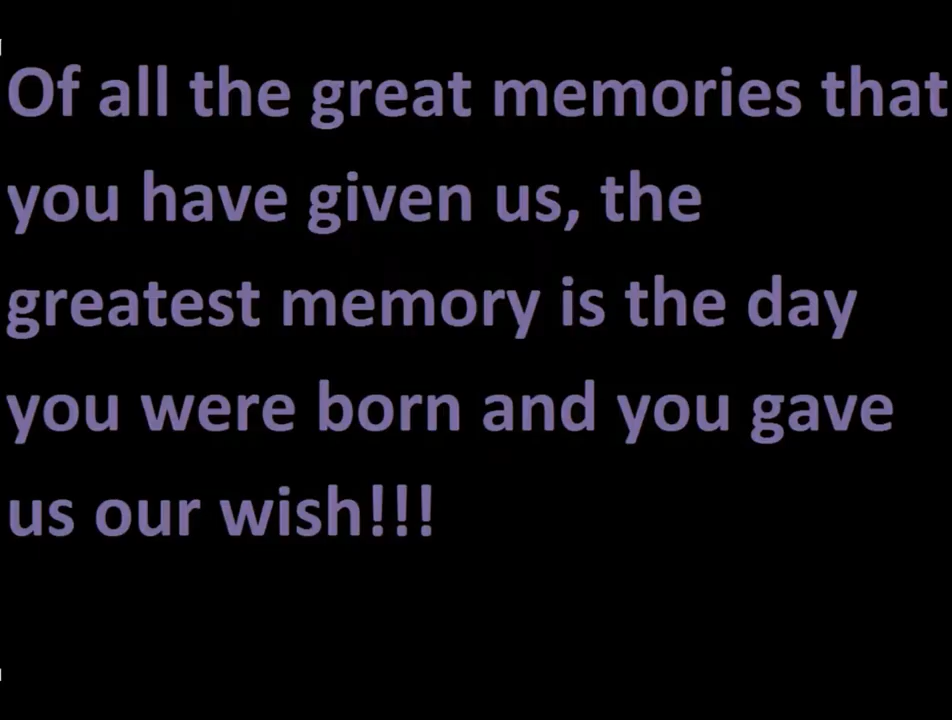 Of all the great memories that
you have given us, the
greatest memory is the day
you were born and you gave
us our wish!!!